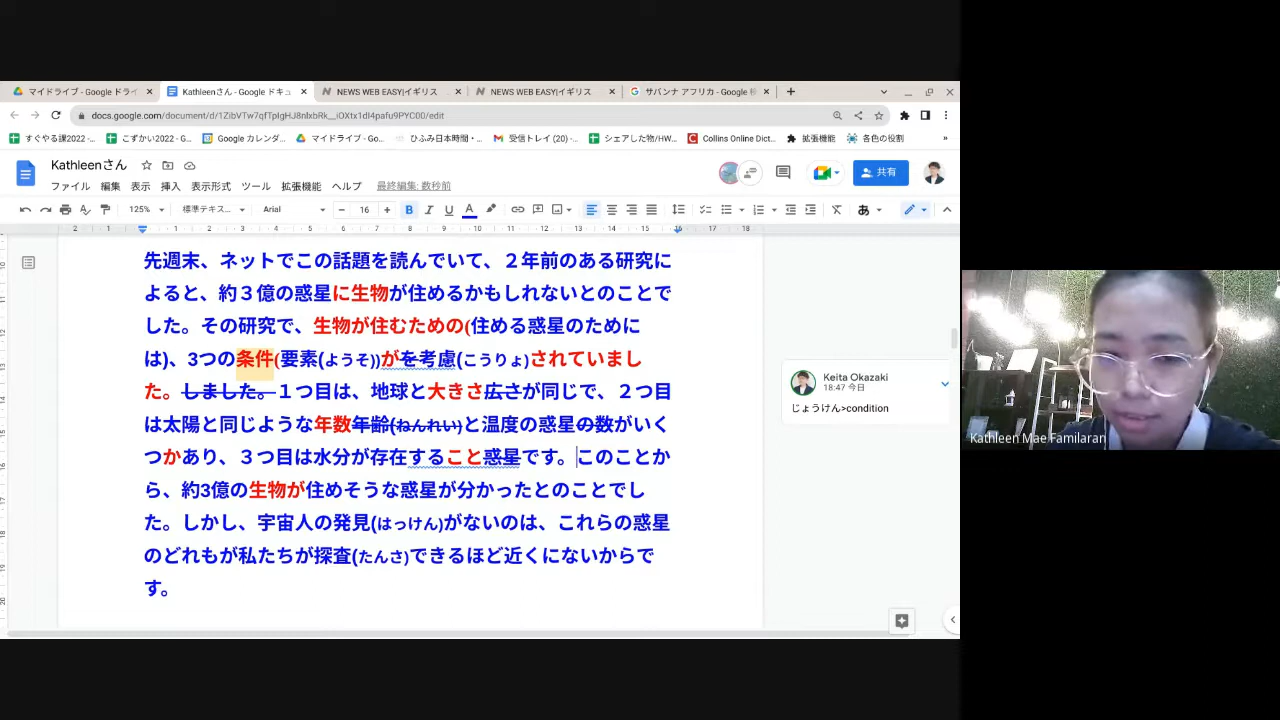 マイドライブ - Google ドライ
Kathleenさん - Google ドキュ
NEWS WEB EASY|イギリス
NEWS WEB EASY|イギリス
サバンナ アフリカ - Google 検
docs.google.com/document/d/
/edit
すぐやる課2022 - G...
こずかい2022 - G...
Google カレンダ...
マイドライブ - Go...
ひふみ日本時間・...
受信トレイ (20) -...
シェアした物/HW...
Collins Online Dict...
拡張機能
各色の役割
»
Kathleenさん
ファイル 編集 表示 挿入 表示形式 ツール 拡張機能 ヘルプ 最終編集: 数秒前
共有
125% 標準テキス... Arial 16 B I U A あ
2 1 1 2 3 4 5 6 7 8 9 10 11 12 13 14 15 16 17 18
先週末、ネットでこの話題を読んでいて、２年前のある研究に
よると、約３億の惑星に生物が住めるかもしれないとのことで
した。その研究で、生物が住むための(住める惑星のためには
は)、3つの条件(要素(ようそ))がを考慮(こうりょ)されていまし
た。しました。１つ目は、地球と大きさ広さが同じで、２つ目
は太陽と同じような年数年齢(ねんれい)と温度の惑星の数がいく
つかあり、３つ目は水分が存在すること惑星です。このことか
ら、約3億の生物が住めそうな惑星が分かったとのことでし
た。しかし、宇宙人の発見(はっけん)がないのは、これらの惑星
のどれもが私たちが探査(たんさ)できるほど近くにないからで
す。
Keita Okazaki
18:47 今日
じょうけん>condition
Kathleen Mae Familaran